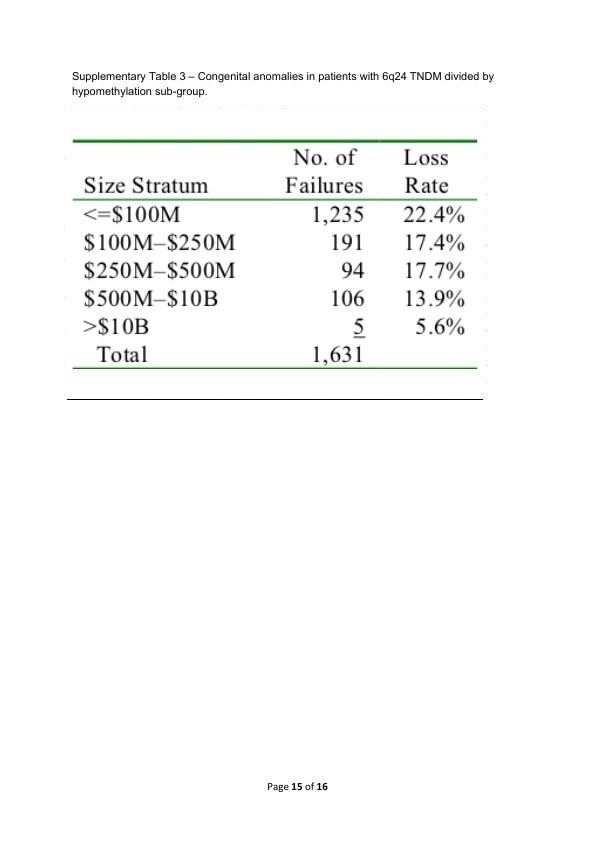 Supplementary Table 3 – Congenital anomalies in patients with 6q24 TNDM divided by
hypomethylation sub-group.
No. of Loss
Size Stratum Failures Rate
<=$100M 1,235 22.4%
$100M–$250M 191 17.4%
$250M–$500M 94 17.7%
$500M–$10B 106 13.9%
>$10B 5 5.6%
Total 1,631
Page 15 of 16